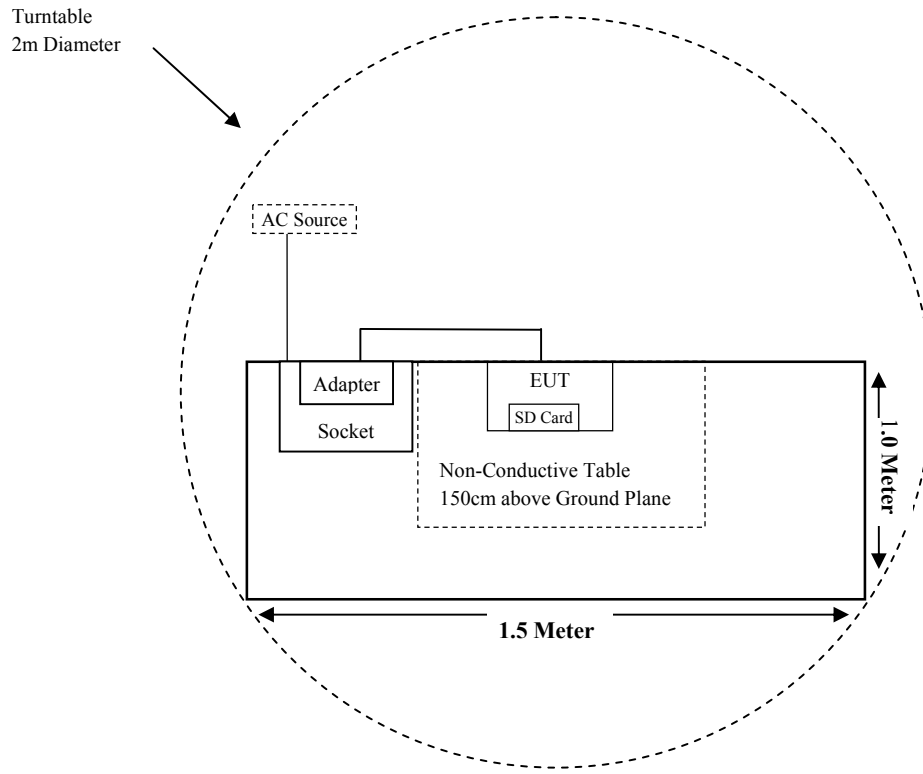 Turntable
2m Diameter
AC Source
Adapter
EUT
SD Card
Socket
Non-Conductive Table
150cm above Ground Plane
1.0 Meter
1.5 Meter